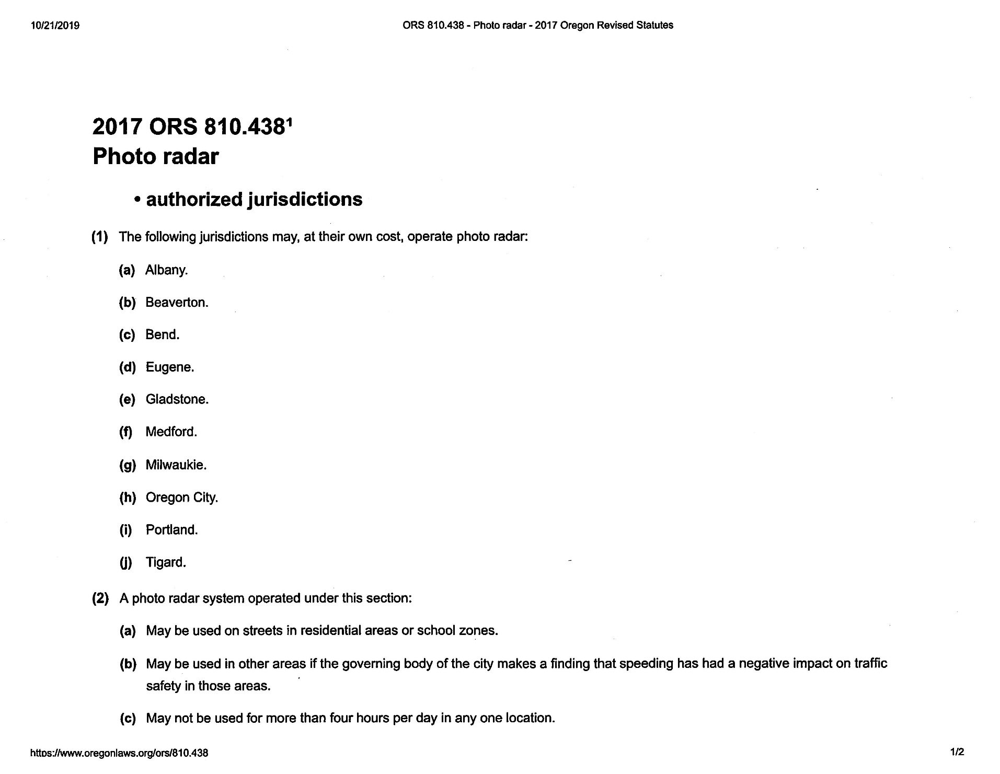 10/21/2019 ORS 810.438 - Photo radar - 2017 Oregon Revised Statutes
2017 ORS 810.438¹
Photo radar
• authorized jurisdictions
(1) The following jurisdictions may, at their own cost, operate photo radar:
(a) Albany.
(b) Beaverton.
(c) Bend.
(d) Eugene.
(e) Gladstone.
(f) Medford.
(g) Milwaukie.
(h) Oregon City.
(i) Portland.
(j) Tigard.
(2) A photo radar system operated under this section:
(a) May be used on streets in residential areas or school zones.
(b) May be used in other areas if the governing body of the city makes a finding that speeding has had a negative impact on traffic
safety in those areas.
(c) May not be used for more than four hours per day in any one location.
https://www.oregonlaws.org/ors/810.438 1/2